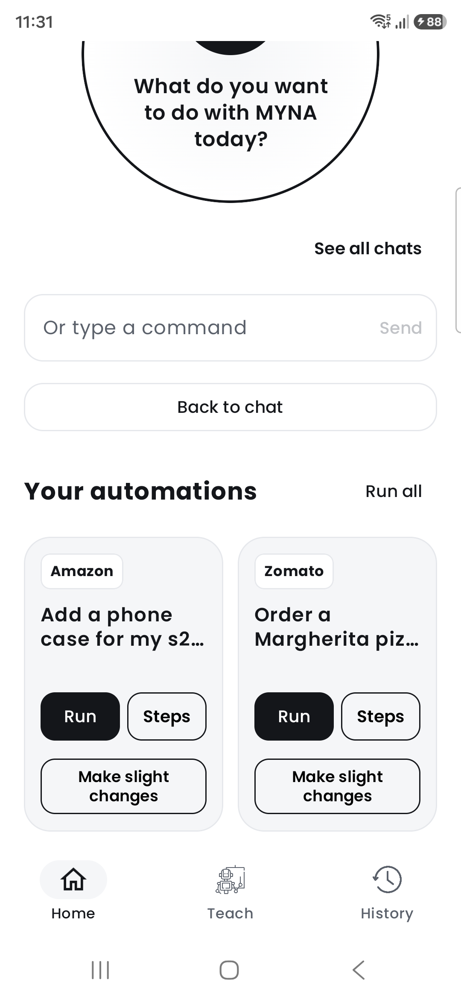 11:31
5
88
What do you want
to do with MYNA
today?
See all chats
Or type a command
Send
Back to chat
Your automations
Run all
Amazon
Zomato
Add a phone
case for my s2...
Order a
Margherita piz...
Run
Steps
Run
Steps
Make slight
changes
Make slight
changes
Home
Teach
History